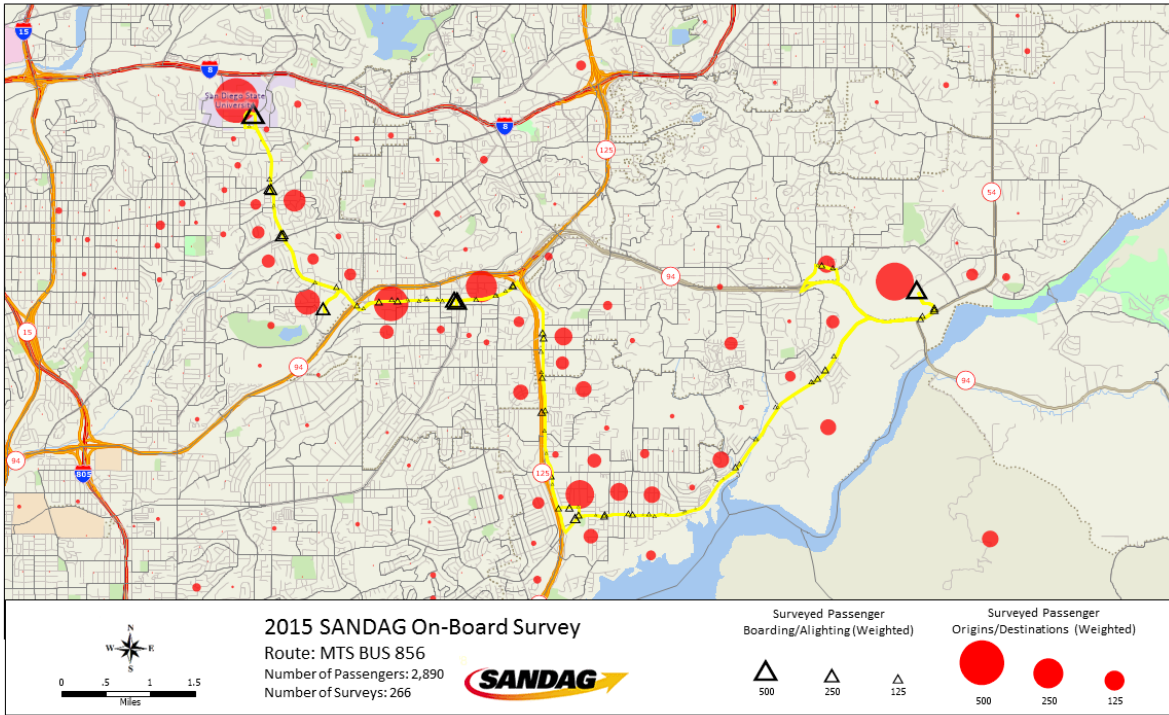 15
8
San Diego State
University
8
125
54
94
15
94
94
125
94
805
N
W E
S
0 .5 1 1.5
Miles
2015 SANDAG On-Board Survey
Route: MTS BUS 856
Number of Passengers: 2,890
Number of Surveys: 266
SANDAG
Surveyed Passenger
Boarding/Alighting (Weighted)
500 250 125
Surveyed Passenger
Origins/Destinations (Weighted)
500 250 125